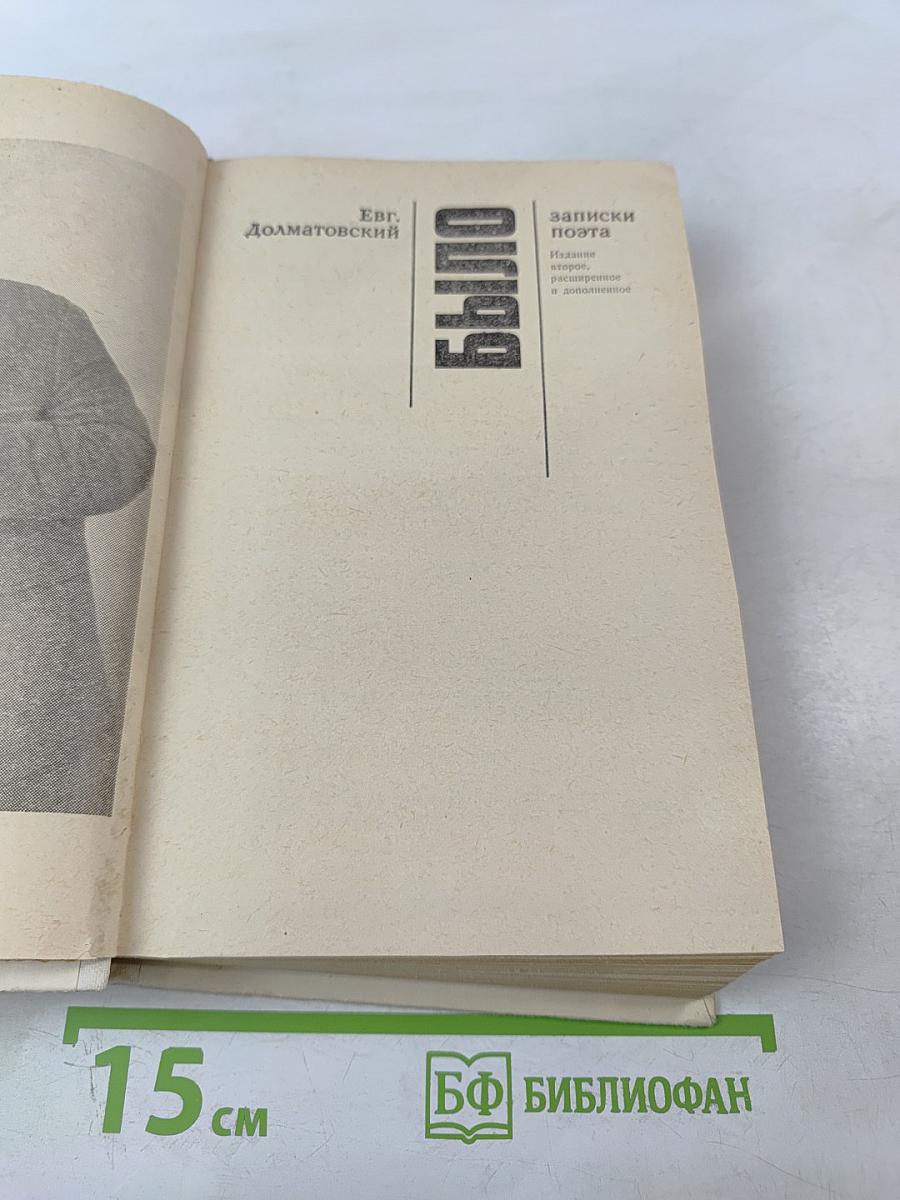 Евг.
Долматовский
БЫЛО
записки
поэта
Издание
второе,
расширенное
и дополненное
15 см
БФ БИБЛИОФАН